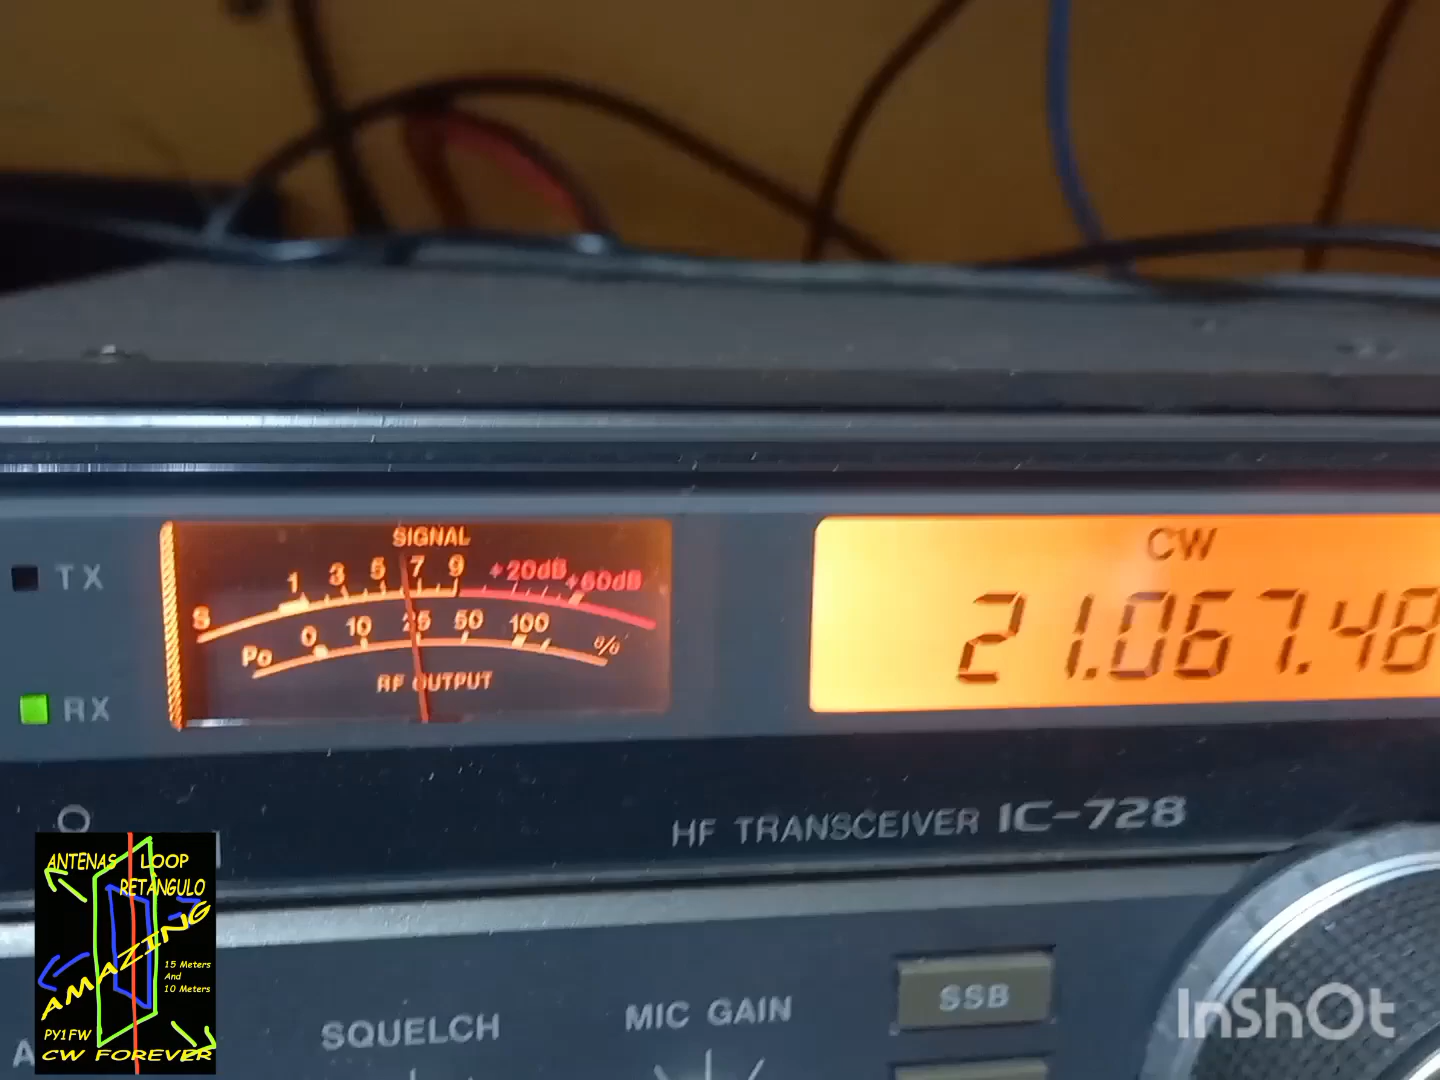 SIGNAL
1 3 5 7 9 +20dB +60dB
S
Po 0 10 25 50 100 %
RF OUTPUT
TX
RX
CW
21.067.48
HF TRANSCEIVER IC-728
SQUELCH
MIC GAIN
SSB
ANTENAS LOOP
RETANGULO
AMAZING
15 Meters
And
10 Meters
PY1FW
CW FOREVER
InShOt